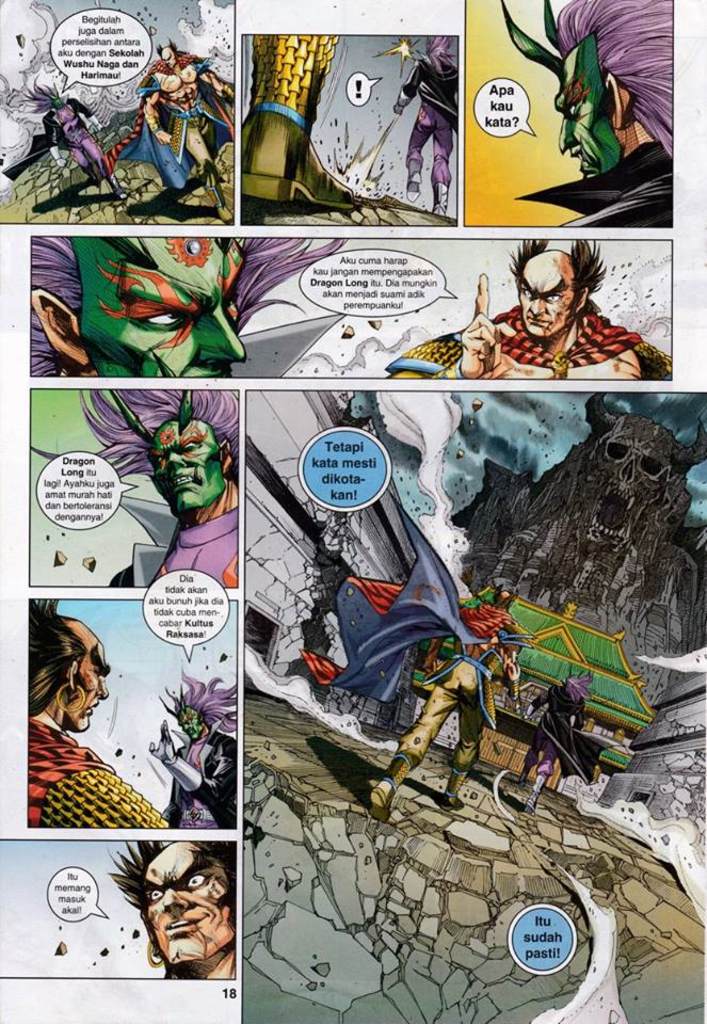 Begitulah
juga dalam
perselisihan antara
aku dengan Sekolah
Wushu Naga dan
Harimau!
!
Apa
kau
kata?
Aku cuma harap
kau jangan mempengapakan
Dragon Long itu. Dia mungkin
akan menjadi suami adik
perempuanku!
Dragon
Long itu
lagi! Ayahku juga
amat murah hati
dan bertoleransi
dengannya!
Tetapi
kata mesti
dikota-
kan!
Dia
tidak akan
aku bunuh jika dia
tidak cuba men-
cabar Kultus
Raksasa!
Itu
memang
masuk
akal!
Itu
sudah
pasti!
18